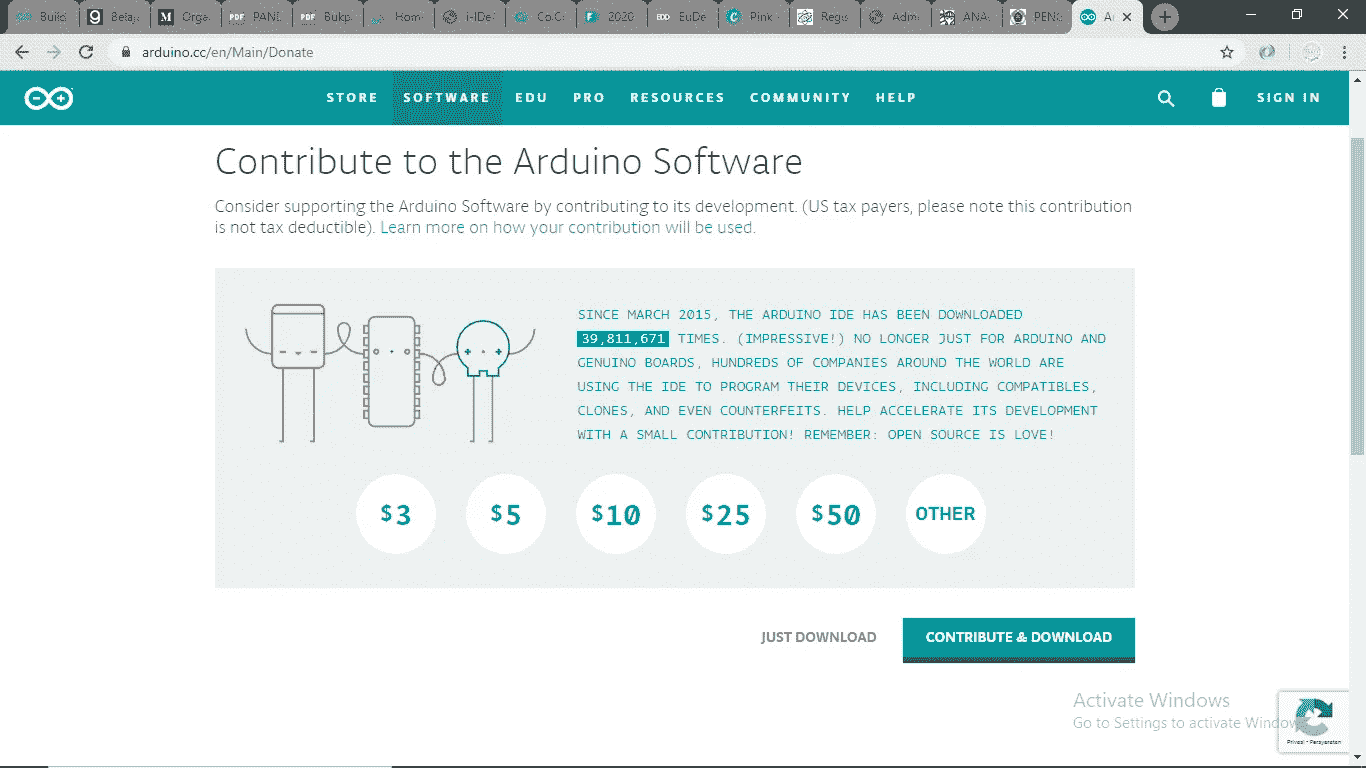 Build
Belaj
Orga
PDF PAND
PDF Bukp
Hom
i-IDe
Co.C
2020
EDD EuDe
Pink
Regis
Adm
ANA
PENG
A
arduino.cc/en/Main/Donate
STORE SOFTWARE EDU PRO RESOURCES COMMUNITY HELP SIGN IN
Contribute to the Arduino Software
Consider supporting the Arduino Software by contributing to its development. (US tax payers, please note this contribution
is not tax deductible). Learn more on how your contribution will be used.
SINCE MARCH 2015, THE ARDUINO IDE HAS BEEN DOWNLOADED
39,811,671 TIMES. (IMPRESSIVE!) NO LONGER JUST FOR ARDUINO AND
GENUINO BOARDS, HUNDREDS OF COMPANIES AROUND THE WORLD ARE
USING THE IDE TO PROGRAM THEIR DEVICES, INCLUDING COMPATIBLES,
CLONES, AND EVEN COUNTERFEITS. HELP ACCELERATE ITS DEVELOPMENT
WITH A SMALL CONTRIBUTION! REMEMBER: OPEN SOURCE IS LOVE!
$3 $5 $10 $25 $50 OTHER
JUST DOWNLOAD CONTRIBUTE & DOWNLOAD
Activate Windows
Go to Settings to activate Windows
Privasi - Persyaratan